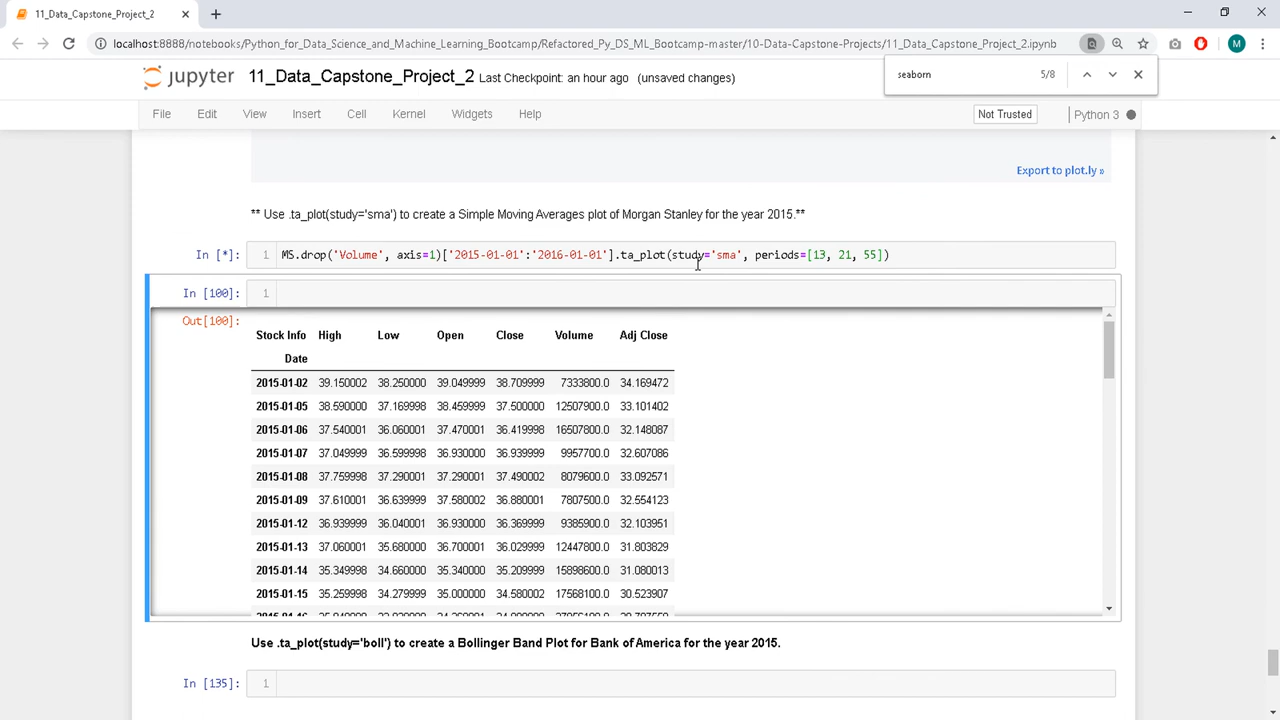 11_Data_Capstone_Project_2
localhost:8888/notebooks/Python_for_Data_Science_and_Machine_Learning_Bootcamp/Refactored_Py_DS_ML_Bootcamp-master/10-Data-Capstone-Projects/11_Data_Capstone_Project_2.ipynb
M
seaborn 5/8
jupyter 11_Data_Capstone_Project_2 Last Checkpoint: an hour ago (unsaved changes)
File Edit View Insert Cell Kernel Widgets Help Not Trusted Python 3
Export to plot.ly »
** Use .ta_plot(study='sma') to create a Simple Moving Averages plot of Morgan Stanley for the year 2015.**
In [*]: 1 MS.drop('Volume', axis=1)['2015-01-01':'2016-01-01'].ta_plot(study='sma', periods=[13, 21, 55])
In [100]: 1
Out[100]:
Stock Info High Low Open Close Volume Adj Close
Date
2015-01-02 39.150002 38.250000 39.049999 38.709999 7333800.0 34.169472
2015-01-05 38.590000 37.169998 38.459999 37.500000 12507900.0 33.101402
2015-01-06 37.540001 36.060001 37.470001 36.419998 16507800.0 32.148087
2015-01-07 37.049999 36.599998 36.930000 36.939999 9957700.0 32.607086
2015-01-08 37.759998 37.290001 37.290001 37.490002 8079600.0 33.092571
2015-01-09 37.610001 36.639999 37.580002 36.880001 7807500.0 32.554123
2015-01-12 36.939999 36.040001 36.930000 36.369999 9385900.0 32.103951
2015-01-13 37.060001 35.680000 36.700001 36.029999 12447800.0 31.803829
2015-01-14 35.349998 34.660000 35.340000 35.209999 15898600.0 31.080013
2015-01-15 35.259998 34.279999 35.000000 34.580002 17568100.0 30.523907
Use .ta_plot(study='boll') to create a Bollinger Band Plot for Bank of America for the year 2015.
In [135]: 1